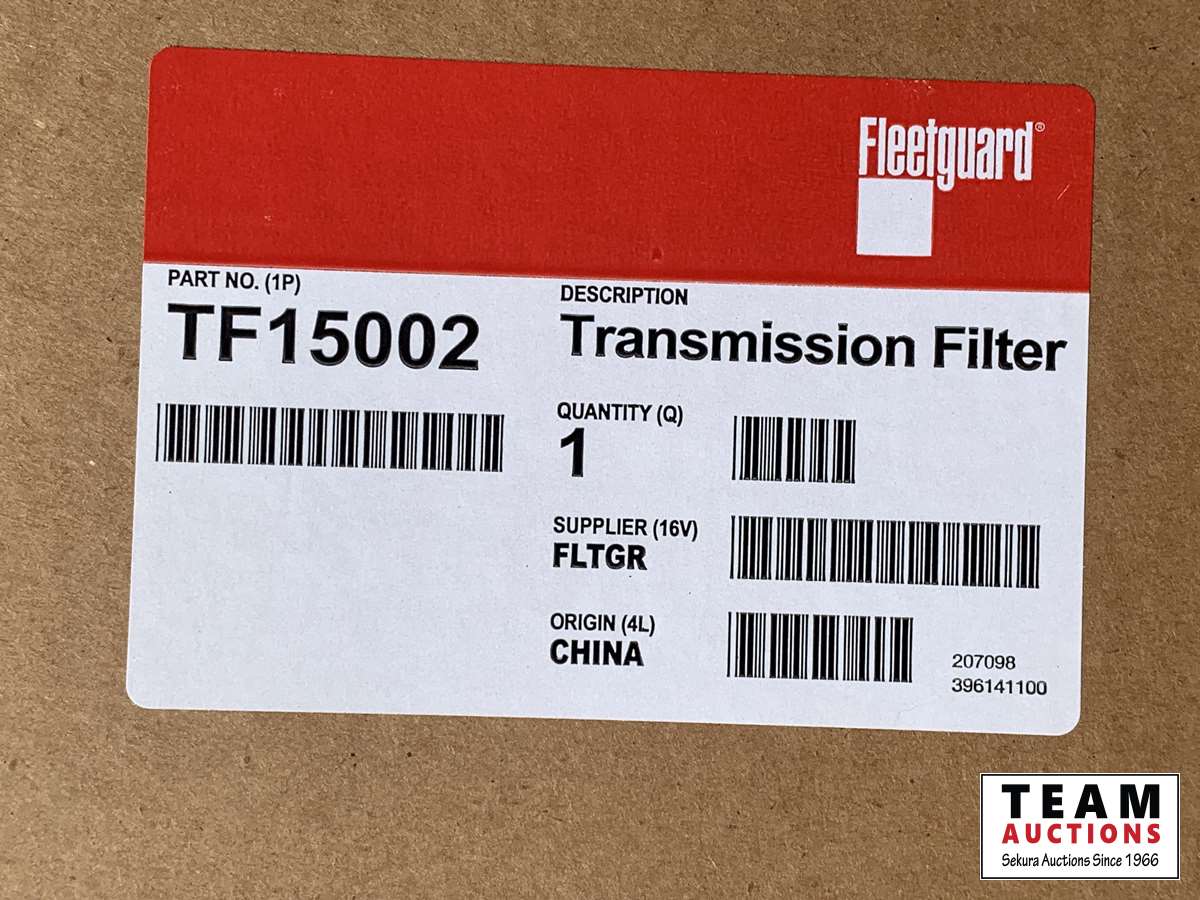 Fleetguard®
PART NO. (1P)
TF15002
DESCRIPTION
Transmission Filter
QUANTITY (Q)
1
SUPPLIER (16V)
FLTGR
ORIGIN (4L)
CHINA
207098
396141100
TEAM
AUCTIONS
Sekura Auctions Since 1966